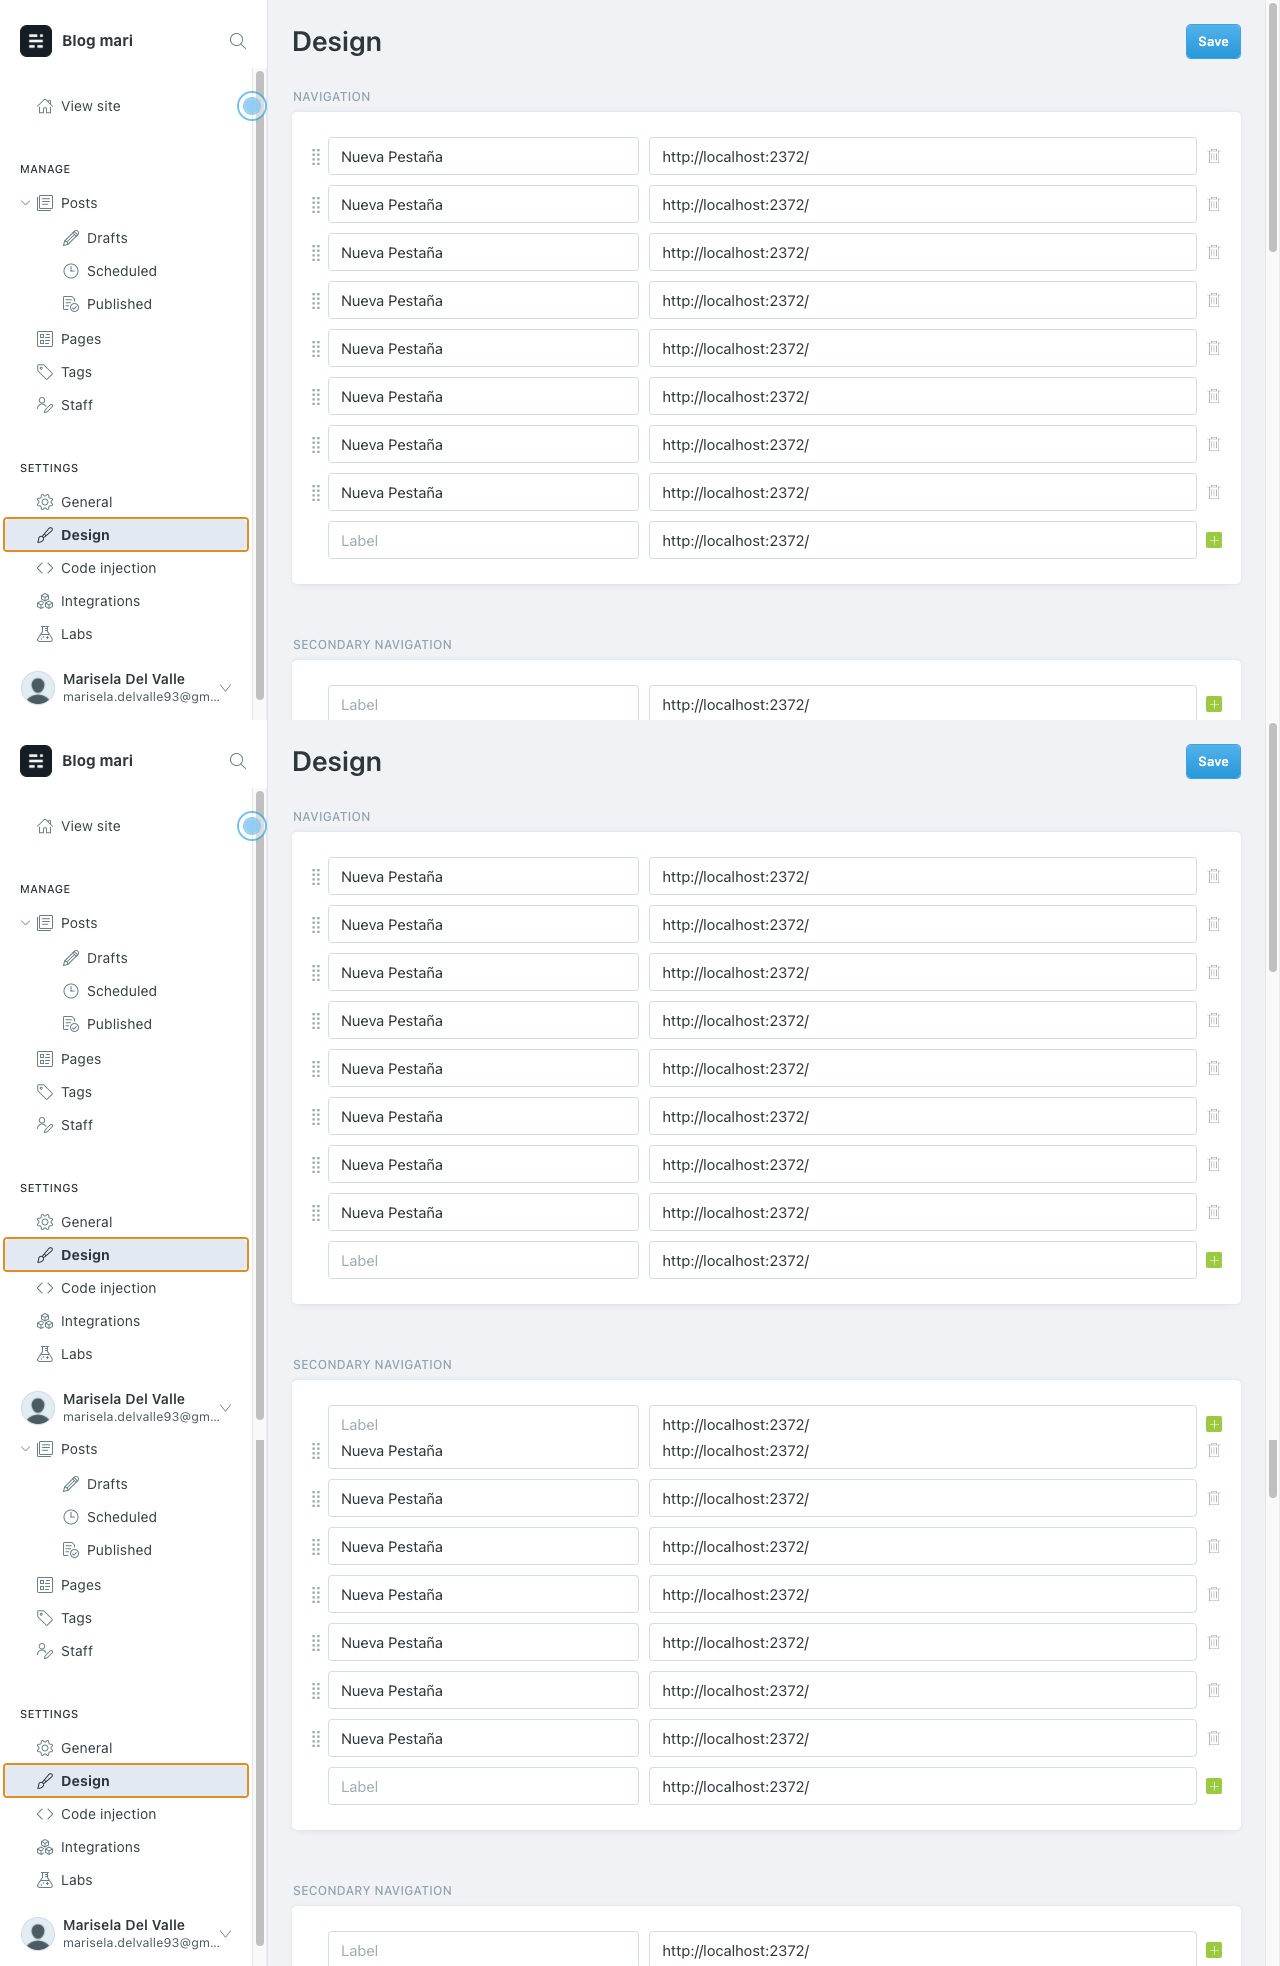 Blog mari
View site
MANAGE
Posts
Drafts
Scheduled
Published
Pages
Tags
Staff
SETTINGS
General
Design
Code injection
Integrations
Labs
Marisela Del Valle
marisela.delvalle93@gm...
Design
Save
NAVIGATION
Nueva Pestaña http://localhost:2372/
Nueva Pestaña http://localhost:2372/
Nueva Pestaña http://localhost:2372/
Nueva Pestaña http://localhost:2372/
Nueva Pestaña http://localhost:2372/
Nueva Pestaña http://localhost:2372/
Nueva Pestaña http://localhost:2372/
Nueva Pestaña http://localhost:2372/
Label http://localhost:2372/
SECONDARY NAVIGATION
Label http://localhost:2372/
Blog mari
View site
MANAGE
Posts
Drafts
Scheduled
Published
Pages
Tags
Staff
SETTINGS
General
Design
Code injection
Integrations
Labs
Marisela Del Valle
marisela.delvalle93@gm...
Design
Save
NAVIGATION
Nueva Pestaña http://localhost:2372/
Nueva Pestaña http://localhost:2372/
Nueva Pestaña http://localhost:2372/
Nueva Pestaña http://localhost:2372/
Nueva Pestaña http://localhost:2372/
Nueva Pestaña http://localhost:2372/
Nueva Pestaña http://localhost:2372/
Nueva Pestaña http://localhost:2372/
Label http://localhost:2372/
SECONDARY NAVIGATION
Label http://localhost:2372/
Posts
Drafts
Scheduled
Published
Pages
Tags
Staff
SETTINGS
General
Design
Code injection
Integrations
Labs
Marisela Del Valle
marisela.delvalle93@gm...
Nueva Pestaña http://localhost:2372/
Nueva Pestaña http://localhost:2372/
Nueva Pestaña http://localhost:2372/
Nueva Pestaña http://localhost:2372/
Nueva Pestaña http://localhost:2372/
Nueva Pestaña http://localhost:2372/
Nueva Pestaña http://localhost:2372/
Label http://localhost:2372/
SECONDARY NAVIGATION
Label http://localhost:2372/